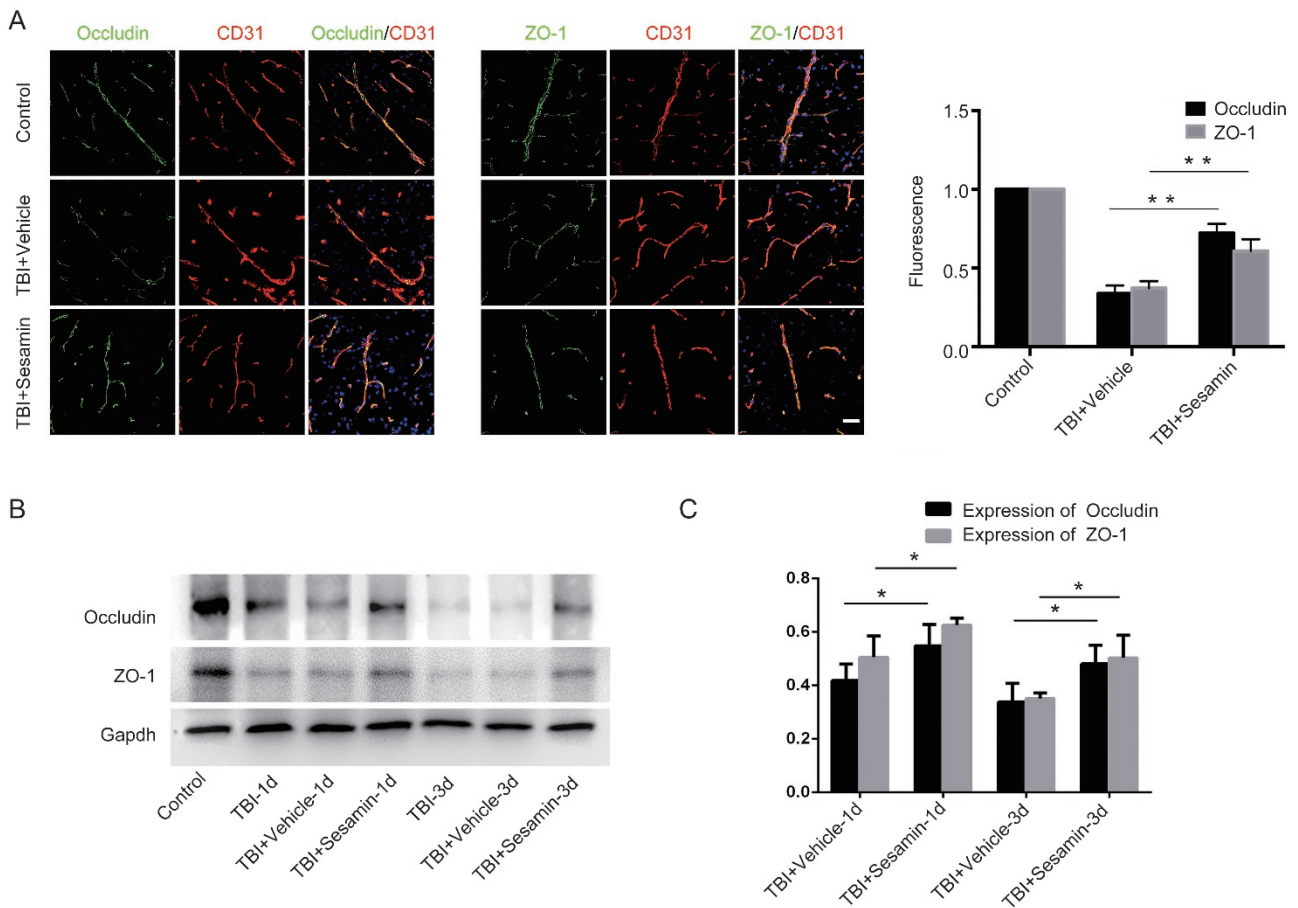 A
Occludin CD31 Occludin/CD31 ZO-1 CD31 ZO-1/CD31
Control
TBI+Vehicle
TBI+Sesamin
Occludin
ZO-1
Fluorescence
1.5
1.0
0.5
0.0
* *
* *
Control
TBI+Vehicle
TBI+Sesamin
B
Occludin
ZO-1
Gapdh
Control
TBI-1d
TBI+Vehicle-1d
TBI+Sesamin-1d
TBI-3d
TBI+Vehicle-3d
TBI+Sesamin-3d
C
Expression of Occludin
Expression of ZO-1
0.8
0.6
0.4
0.2
0.0
*
*
*
*
TBI+Vehicle-1d
TBI+Sesamin-1d
TBI+Vehicle-3d
TBI+Sesamin-3d